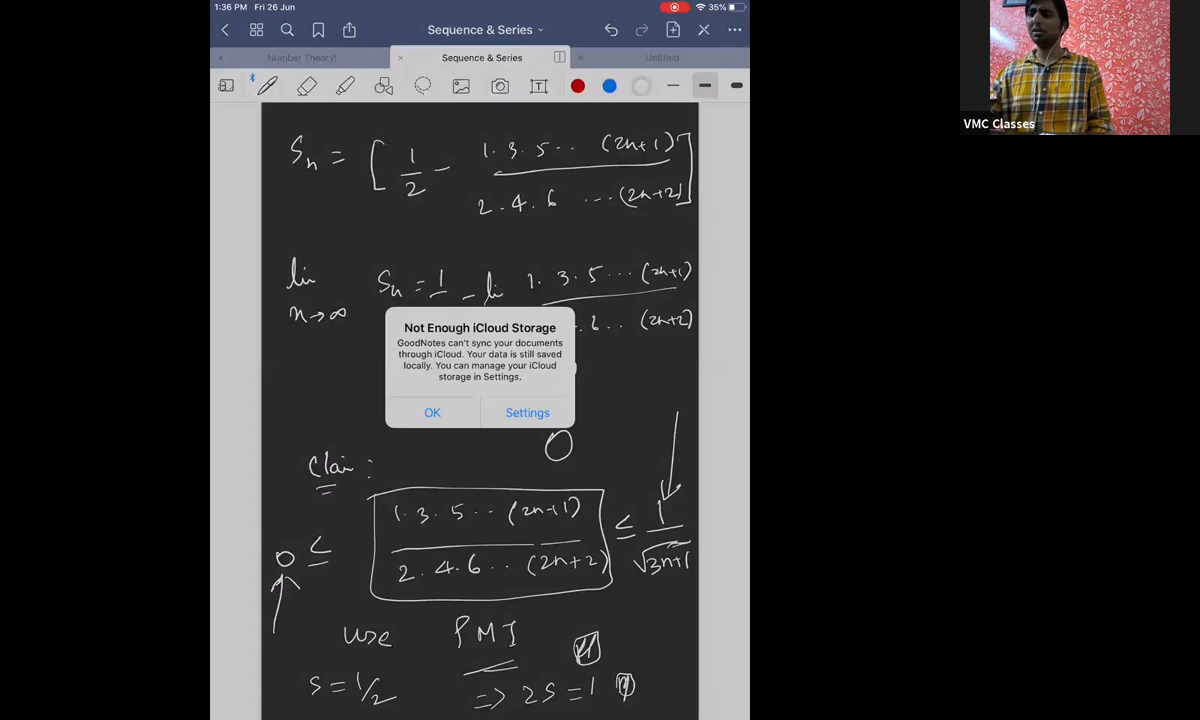 1:36 PM Fri 26 Jun 35%
Sequence & Series
Number Theory! Sequence & Series Untitled
VMC Classes
Sn = [ 1/2 - 1. 3. 5 .. (2n+1) / 2. 4. 6 ... (2n+2) ]
lim n→∞ Sn = 1 - li 1. 3. 5 ... (2n+1) / 6 .. (2n+2)
Not Enough iCloud Storage
GoodNotes can't sync your documents
through iCloud. Your data is still saved
locally. You can manage your iCloud
storage in Settings.
OK Settings
0
Claim :
0 ≤ 1. 3. 5 .. (2n+1) / 2. 4. 6 .. (2n+2) ≤ 1/√3n+1
use PMI
S = 1/2 => 2S = 1